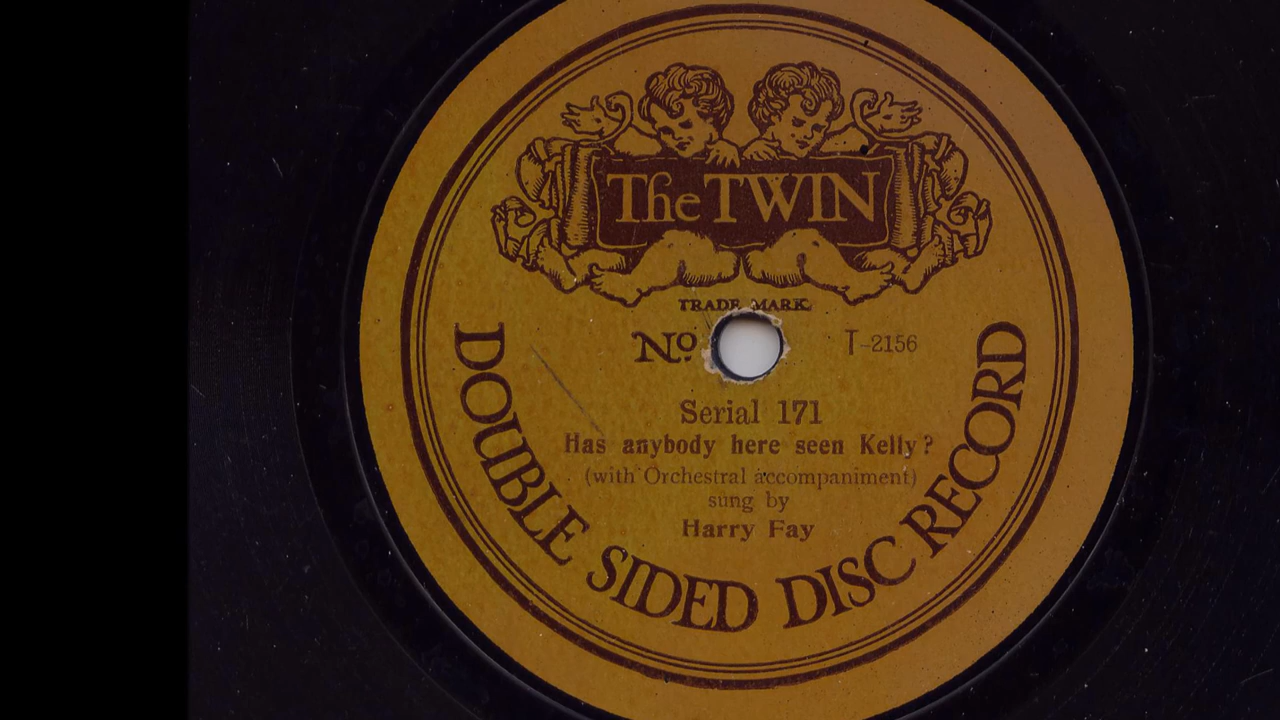 The TWIN
TRADE MARK.
No T-2156
Serial 171
Has anybody here seen Kelly?
(with Orchestral accompaniment)
sung by
Harry Fay
DOUBLE SIDED DISC RECORD